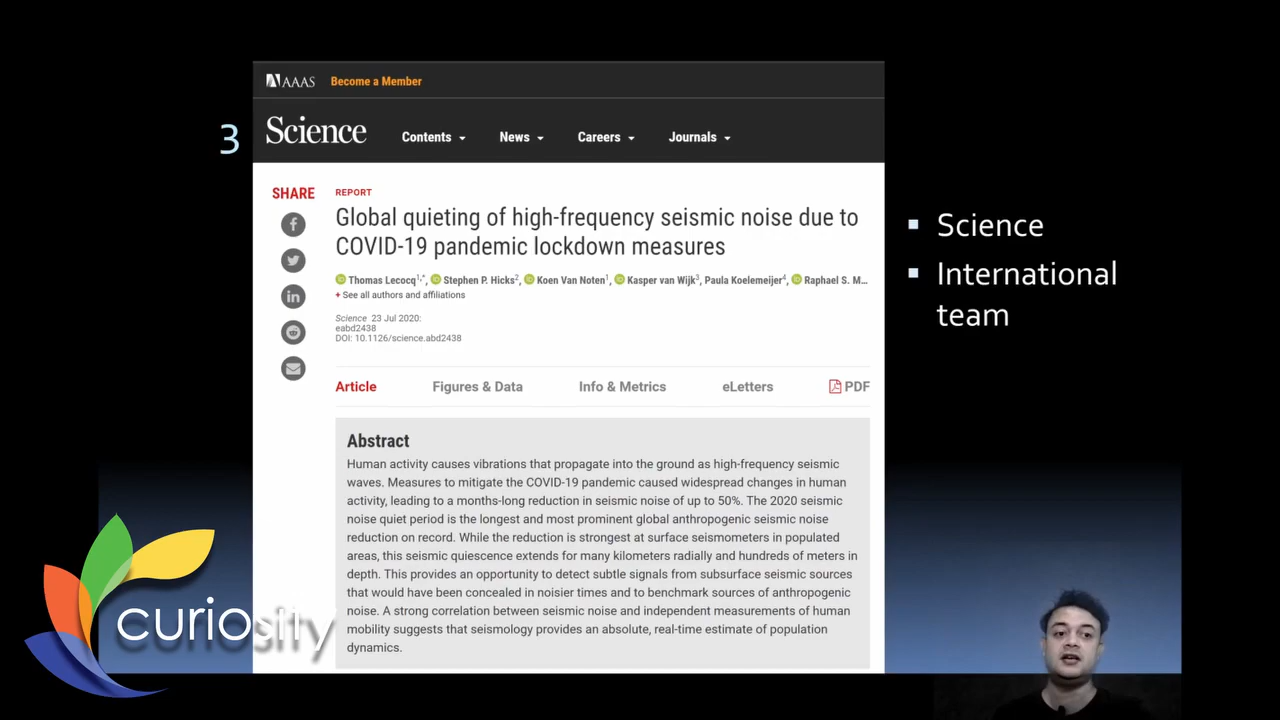 3
AAAS
Become a Member
Science
Contents
News
Careers
Journals
SHARE
REPORT
Global quieting of high-frequency seismic noise due to
COVID-19 pandemic lockdown measures
Thomas Lecocq1,*, Stephen P. Hicks2, Koen Van Noten1, Kasper van Wijk3, Paula Koelemeijer4, Raphael S. M...
+ See all authors and affiliations
Science 23 Jul 2020:
eabd2438
DOI: 10.1126/science.abd2438
Article
Figures & Data
Info & Metrics
eLetters
PDF
Abstract
Human activity causes vibrations that propagate into the ground as high-frequency seismic
waves. Measures to mitigate the COVID-19 pandemic caused widespread changes in human
activity, leading to a months-long reduction in seismic noise of up to 50%. The 2020 seismic
noise quiet period is the longest and most prominent global anthropogenic seismic noise
reduction on record. While the reduction is strongest at surface seismometers in populated
areas, this seismic quiescence extends for many kilometers radially and hundreds of meters in
depth. This provides an opportunity to detect subtle signals from subsurface seismic sources
that would have been concealed in noisier times and to benchmark sources of anthropogenic
noise. A strong correlation between seismic noise and independent measurements of human
mobility suggests that seismology provides an absolute, real-time estimate of population
dynamics.
Science
International
team
curiosity